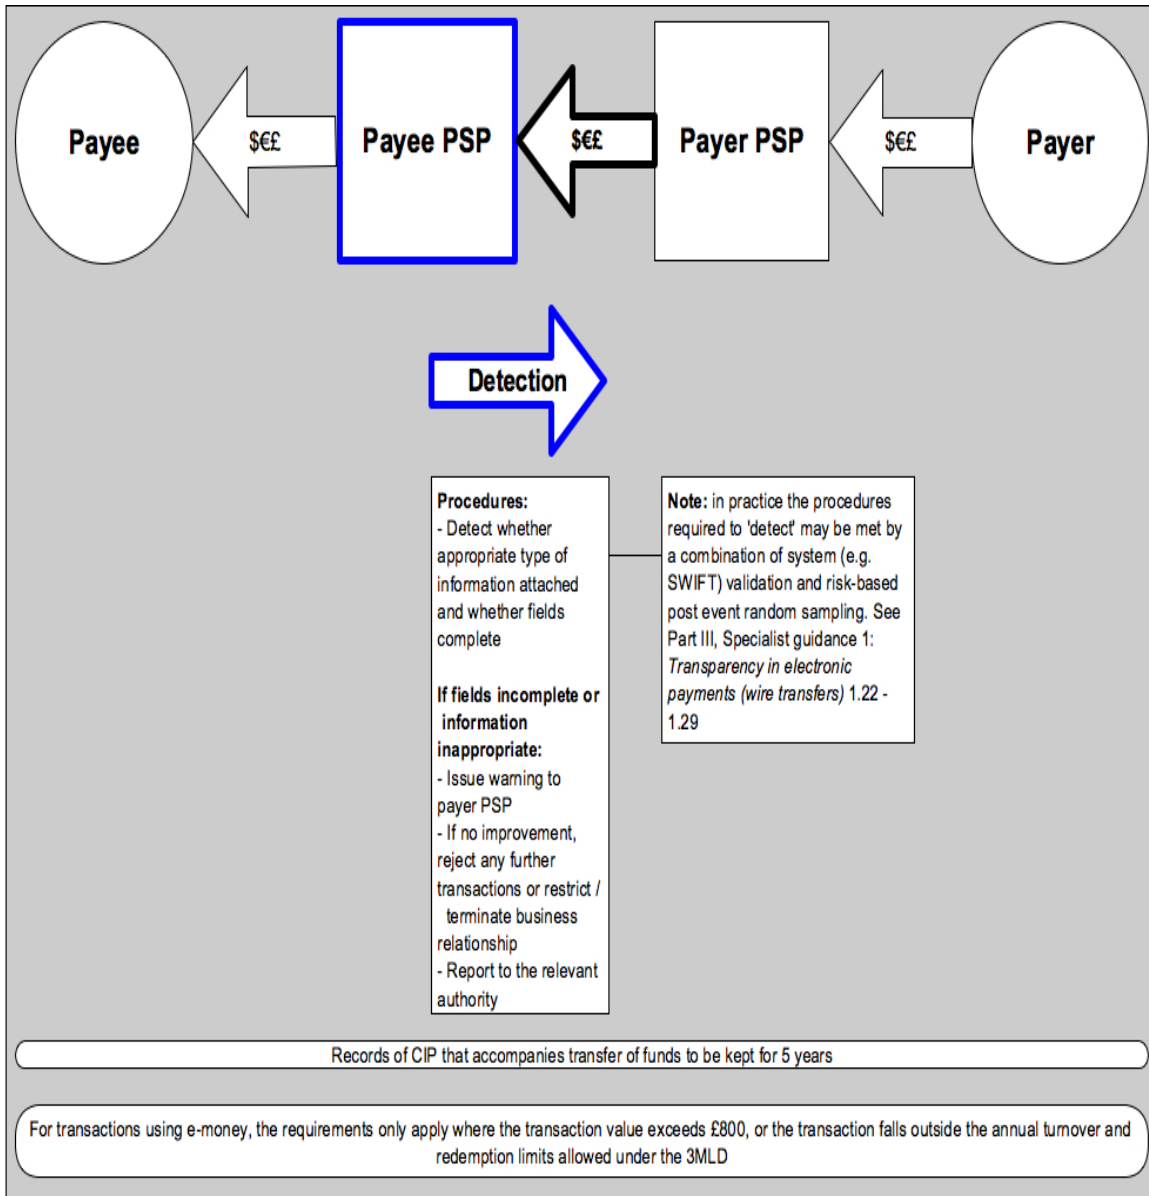 Payee
$€£
Payee PSP
$€£
Payer PSP
$€£
Payer
Detection
Procedures:
- Detect whether
appropriate type of
information attached
and whether fields
complete
If fields incomplete or
information
inappropriate:
- Issue warning to
payer PSP
- If no improvement,
reject any further
transactions or restrict /
terminate business
relationship
- Report to the relevant
authority
Note: in practice the procedures
required to 'detect' may be met by
a combination of system (e.g.
SWIFT) validation and risk-based
post event random sampling. See
Part III, Specialist guidance 1:
Transparency in electronic
payments (wire transfers) 1.22 -
1.29
Records of CIP that accompanies transfer of funds to be kept for 5 years
For transactions using e-money, the requirements only apply where the transaction value exceeds £800, or the transaction falls outside the annual turnover and
redemption limits allowed under the 3MLD